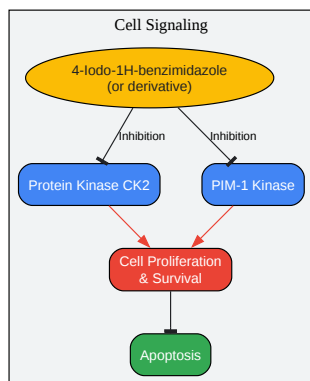 Cell Signaling
4-Iodo-1H-benzimidazole
(or derivative)
Inhibition
Inhibition
Protein Kinase CK2
PIM-1 Kinase
Cell Proliferation
& Survival
Apoptosis